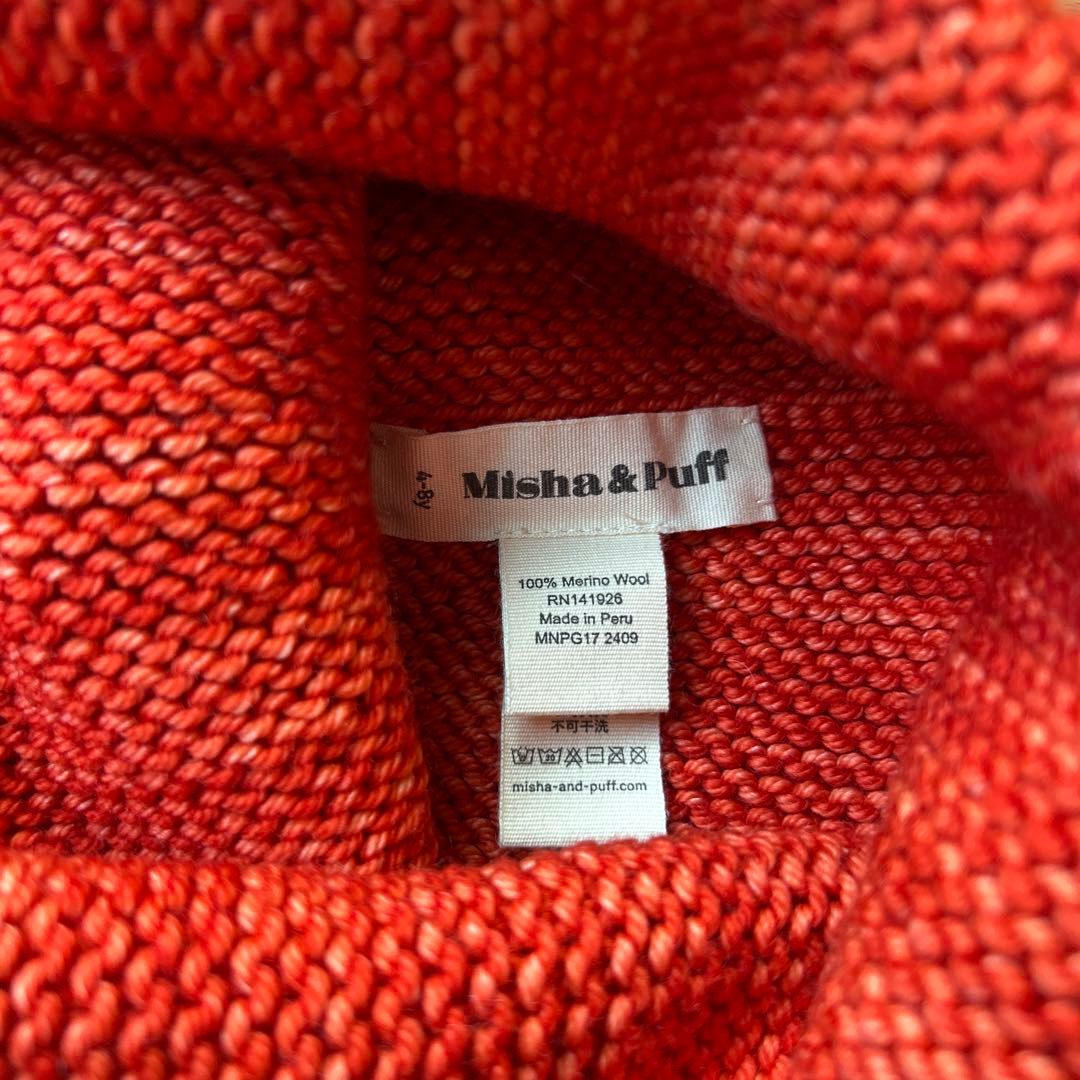 4-8y
Misha & Puff
100% Merino Wool
RN141926
Made in Peru
MNPG17 2409
不可干洗
misha-and-puff.com